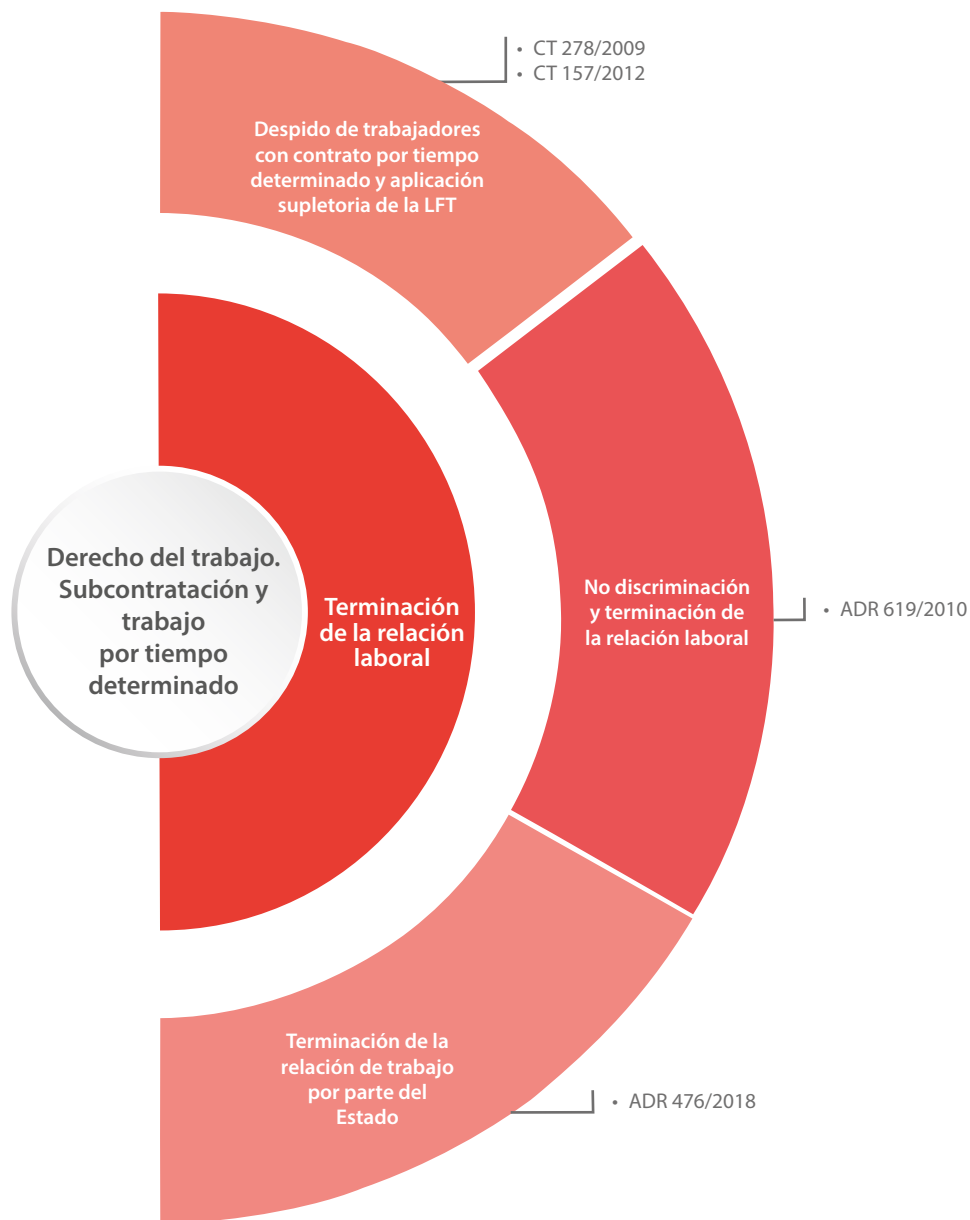 • CT 278/2009
• CT 157/2012
Despido de trabajadores
con contrato por tiempo
determinado y aplicación
supletoria de la LFT
Derecho del trabajo.
Subcontratación y
trabajo
por tiempo
determinado
Terminación
de la relación
laboral
No discriminación
y terminación de
la relación laboral
• ADR 619/2010
Terminación de la
relación de trabajo
por parte del
Estado
• ADR 476/2018